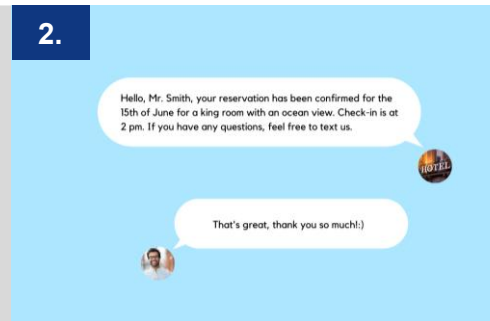 2.
Hello, Mr. Smith, your reservation has been confirmed for the
15th of June for a king room with an ocean view. Check-in is at
2 pm. If you have any questions, feel free to text us.
HOTEL
That's great, thank you so much!:)